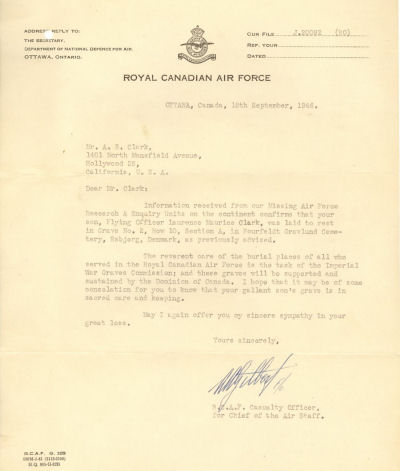 ADDRESS REPLY TO:
THE SECRETARY,
DEPARTMENT OF NATIONAL DEFENCE FOR AIR,
OTTAWA, ONTARIO.
OUR FILE J.20092 (RO)
REF. YOUR
DATED
ROYAL CANADIAN AIR FORCE
OTTAWA, Canada, 18th September, 1946.
Mr. A. E. Clark,
1401 North Mansfield Avenue,
Hollywood 28,
California, U. S. A.
Dear Mr. Clark:
Information received from our Missing Air Force
Research & Enquiry Units on the continent confirms that your
son, Flying Officer Laurence Maurice Clark, was laid to rest
in Grave No. 2, Row 10, Section A, in Fourfeldt Gravlund Ceme-
tery, Esbjerg, Denmark, as previously advised.
The reverent care of the burial places of all who
served in the Royal Canadian Air Force is the task of the Imperial
War Graves Commission; and these graves will be supported and
sustained by the Dominion of Canada. I hope that it may be of some
consolation for you to know that your gallant son's grave is in
sacred care and keeping.
May I again offer you my sincere sympathy in
your great loss.
Yours sincerely,
R.C.A.F. Casualty Officer,
for Chief of the Air Staff.
R.C.A.F. G. 32B